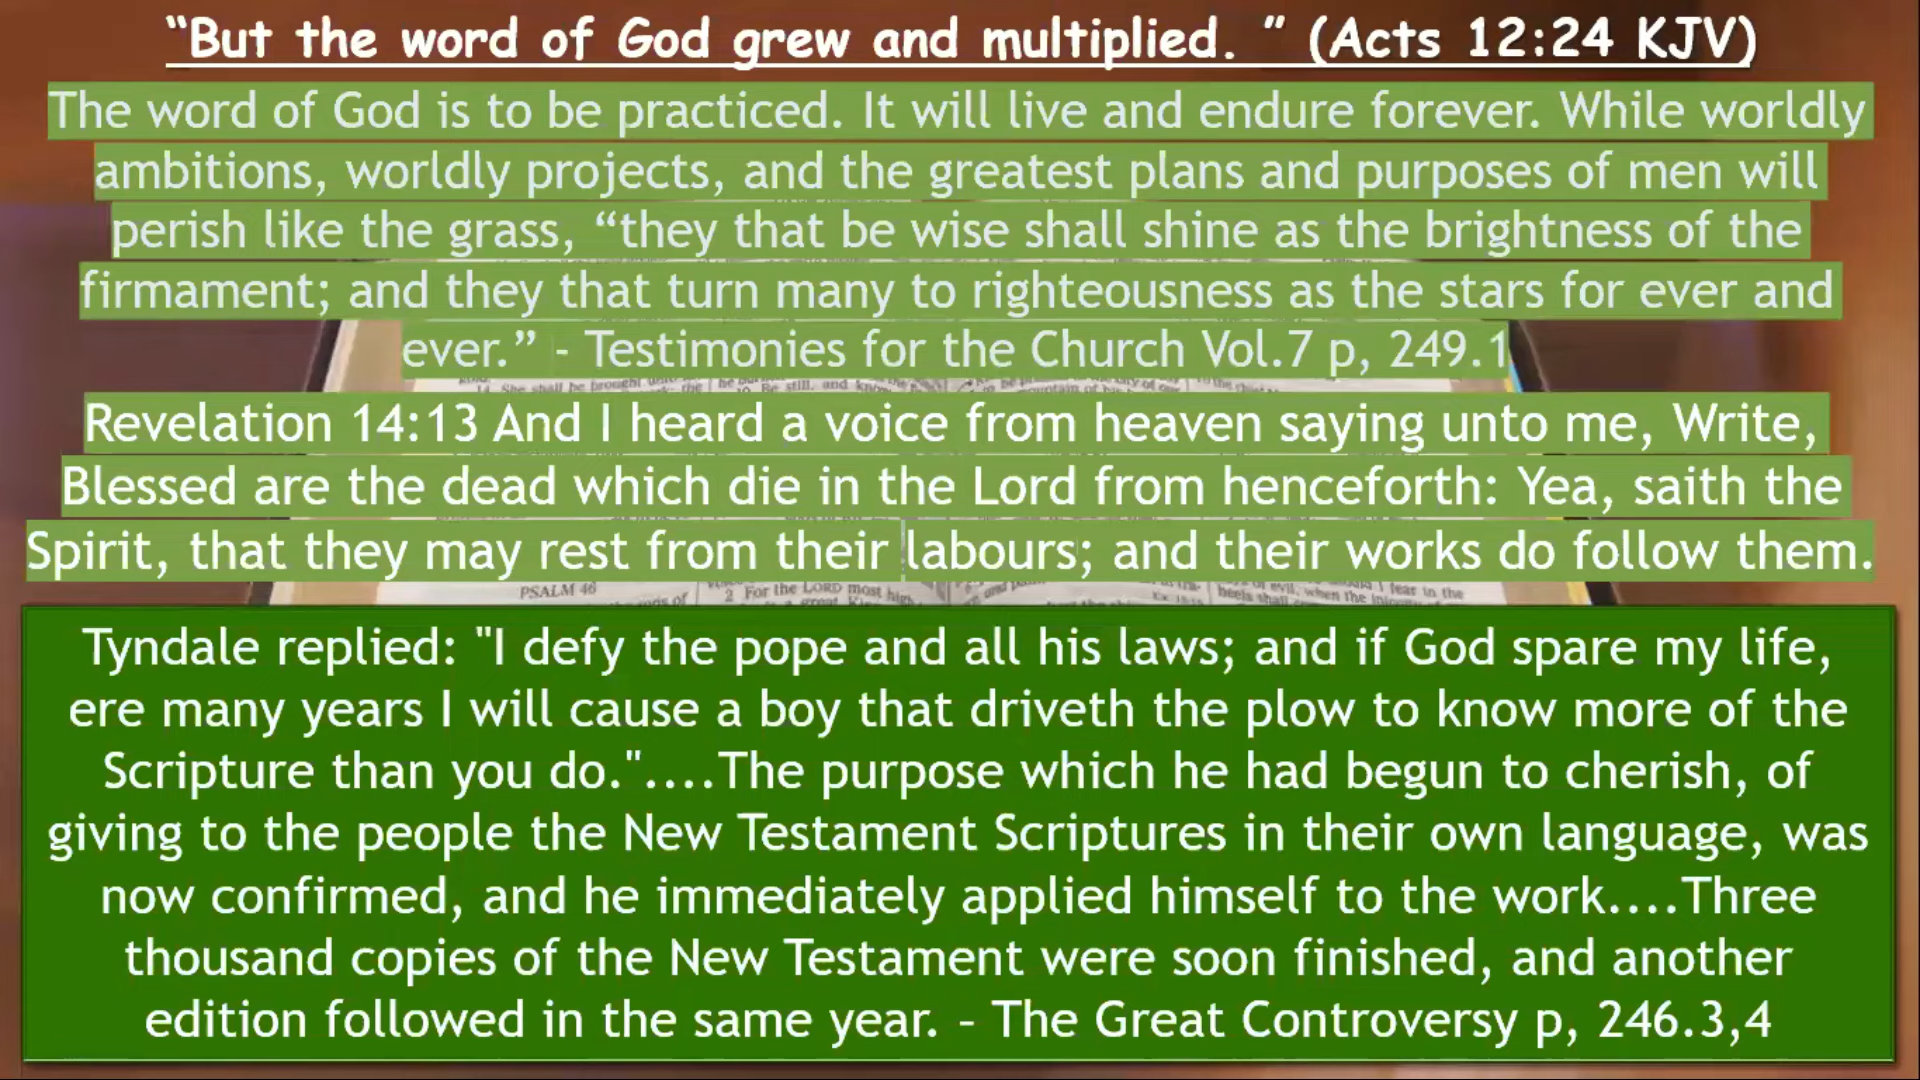 “But the word of God grew and multiplied. ” (Acts 12:24 KJV)
The word of God is to be practiced. It will live and endure forever. While worldly
ambitions, worldly projects, and the greatest plans and purposes of men will
perish like the grass, “they that be wise shall shine as the brightness of the
firmament; and they that turn many to righteousness as the stars for ever and
ever.” - Testimonies for the Church Vol.7 p, 249.1
Revelation 14:13 And I heard a voice from heaven saying unto me, Write,
Blessed are the dead which die in the Lord from henceforth: Yea, saith the
Spirit, that they may rest from their labours; and their works do follow them.
PSALM 46
2 For the LORD most high
Tyndale replied: "I defy the pope and all his laws; and if God spare my life,
ere many years I will cause a boy that driveth the plow to know more of the
Scripture than you do."....The purpose which he had begun to cherish, of
giving to the people the New Testament Scriptures in their own language, was
now confirmed, and he immediately applied himself to the work....Three
thousand copies of the New Testament were soon finished, and another
edition followed in the same year. – The Great Controversy p, 246.3,4